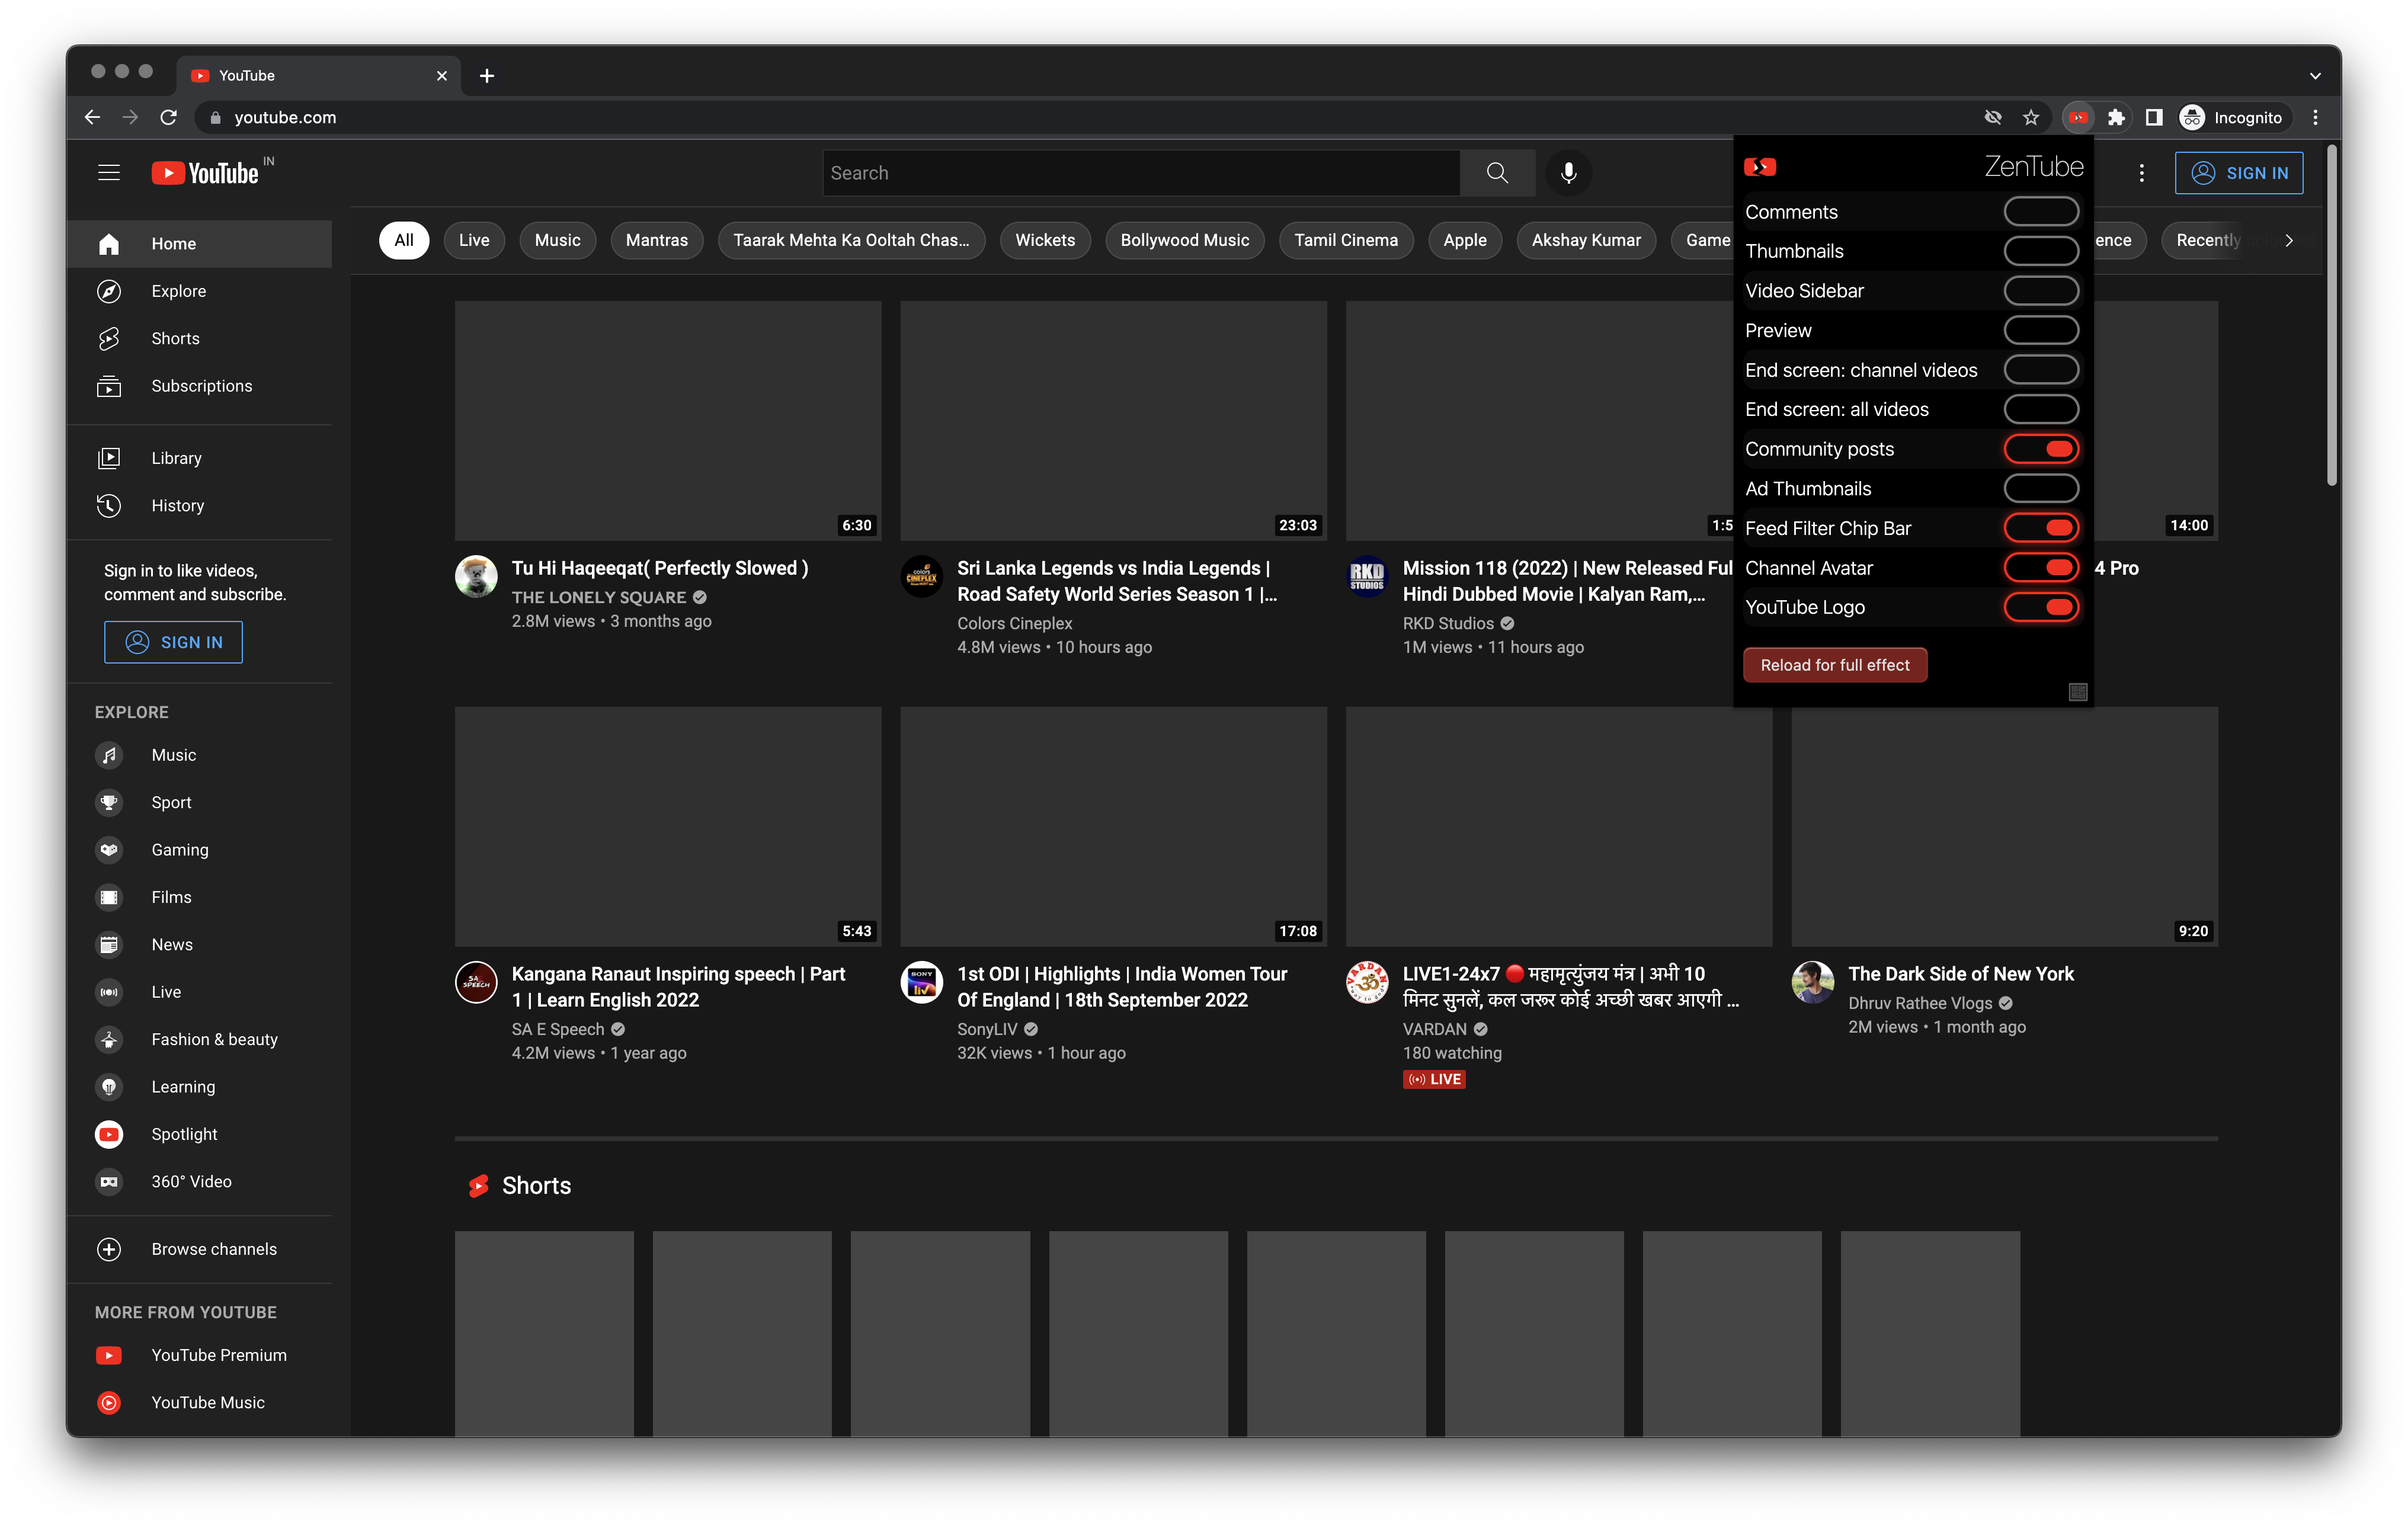 YouTube
youtube.com
Incognito
YouTube IN
Search
ZenTube
SIGN IN
Comments
Thumbnails
Video Sidebar
Preview
End screen: channel videos
End screen: all videos
Community posts
Ad Thumbnails
Feed Filter Chip Bar
Channel Avatar
YouTube Logo
Reload for full effect
Home
Explore
Shorts
Subscriptions
Library
History
Sign in to like videos,
comment and subscribe.
SIGN IN
EXPLORE
Music
Sport
Gaming
Films
News
Live
Fashion & beauty
Learning
Spotlight
360° Video
Browse channels
MORE FROM YOUTUBE
YouTube Premium
YouTube Music
All Live Music Mantras Taarak Mehta Ka Ooltah Chas... Wickets Bollywood Music Tamil Cinema Apple Akshay Kumar Game ence Recently
6:30
Tu Hi Haqeeqat( Perfectly Slowed )
THE LONELY SQUARE
2.8M views • 3 months ago
23:03
colors
CINEPLEX
Sri Lanka Legends vs India Legends |
Road Safety World Series Season 1 |...
Colors Cineplex
4.8M views • 10 hours ago
1:5
RKD
STUDIOS
Mission 118 (2022) | New Released Ful
Hindi Dubbed Movie | Kalyan Ram,...
RKD Studios
1M views • 11 hours ago
14:00
4 Pro
5:43
SA E
SPEECH
Kangana Ranaut Inspiring speech | Part
1 | Learn English 2022
SA E Speech
4.2M views • 1 year ago
17:08
SONY
liv
1st ODI | Highlights | India Women Tour
Of England | 18th September 2022
SonyLIV
32K views • 1 hour ago
VARDAN
LIVE1-24x7 🔴 महामृत्युंजय मंत्र | अभी 10
मिनट सुनलें, कल जरूर कोई अच्छी खबर आएगी ...
VARDAN
180 watching
LIVE
9:20
The Dark Side of New York
Dhruv Rathee Vlogs
2M views • 1 month ago
Shorts